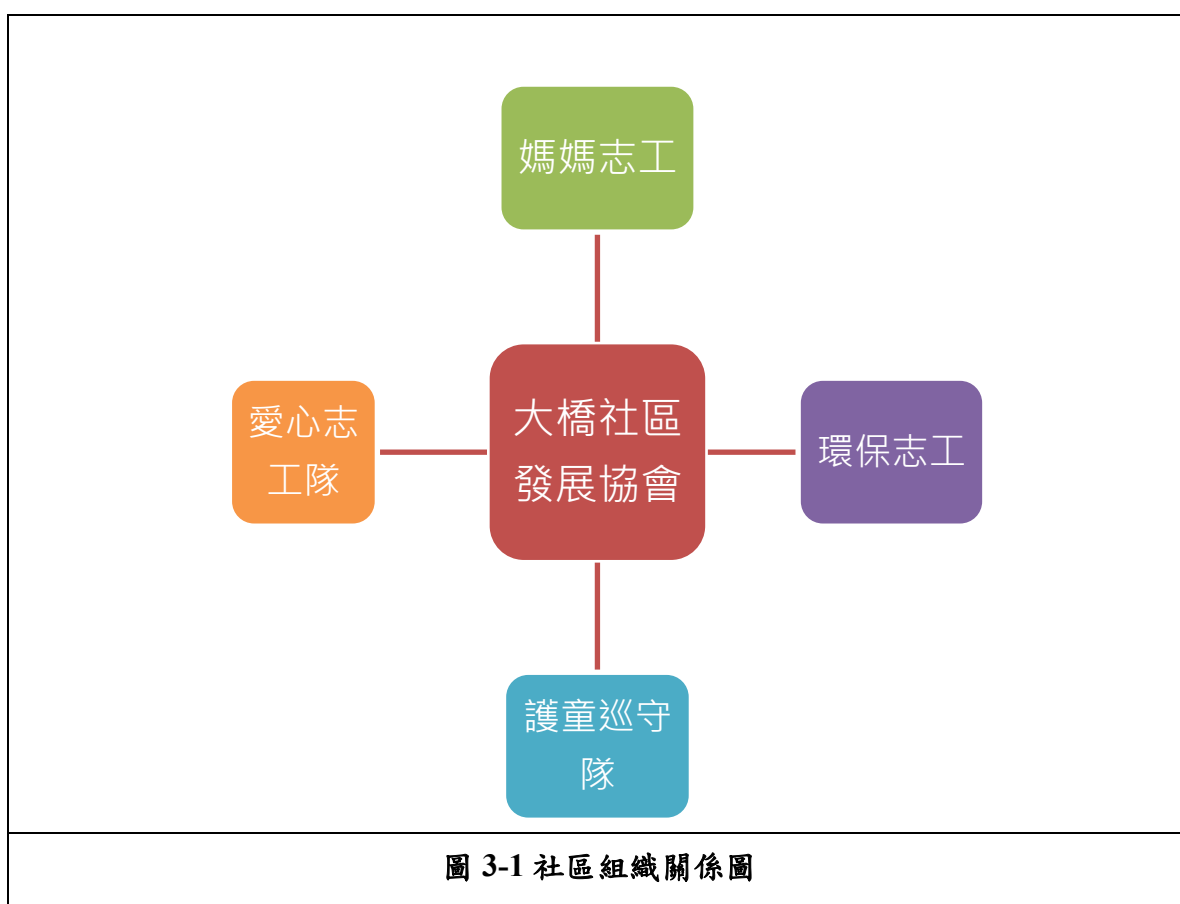 媽媽志工
愛心志
工隊
大橋社區
發展協會
環保志工
護童巡守
隊
圖 3-1 社區組織關係圖